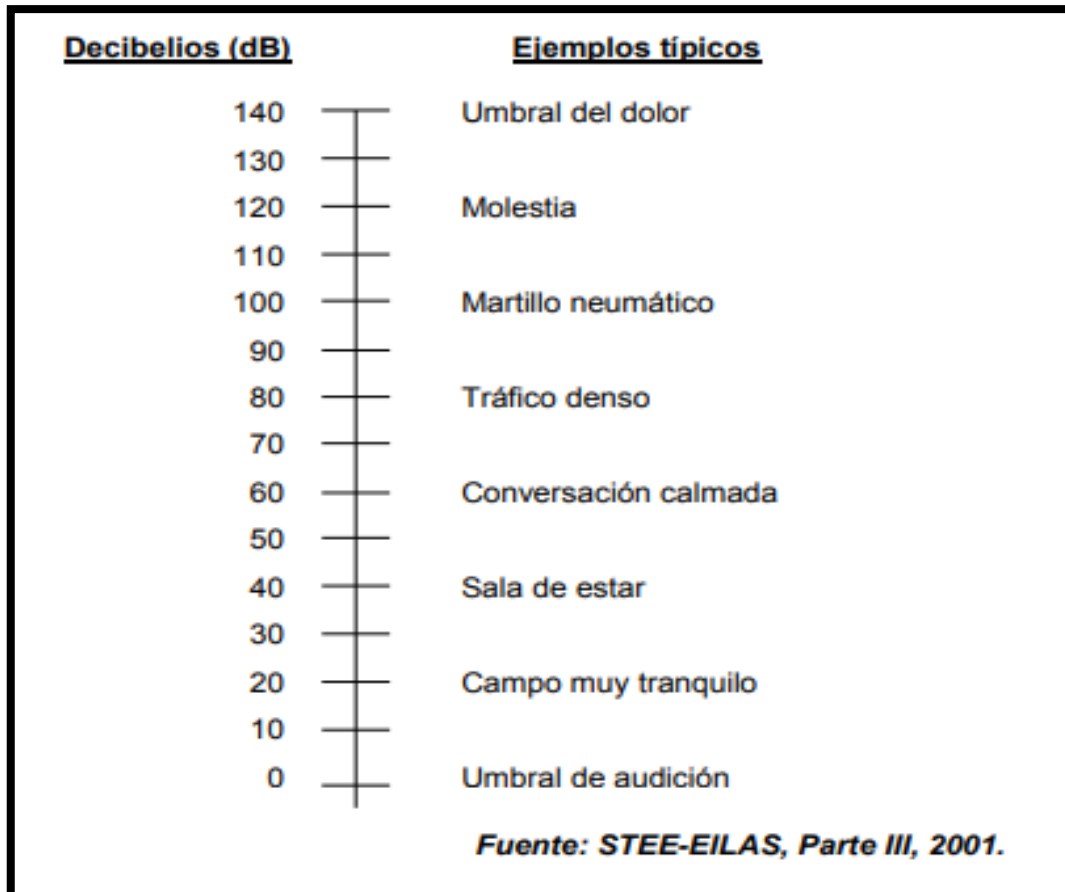 Decibelios (dB) Ejemplos típicos
140 Umbral del dolor
130
120 Molestia
110
100 Martillo neumático
90
80 Tráfico denso
70
60 Conversación calmada
50
40 Sala de estar
30
20 Campo muy tranquilo
10
0 Umbral de audición
Fuente: STEE-EILAS, Parte III, 2001.